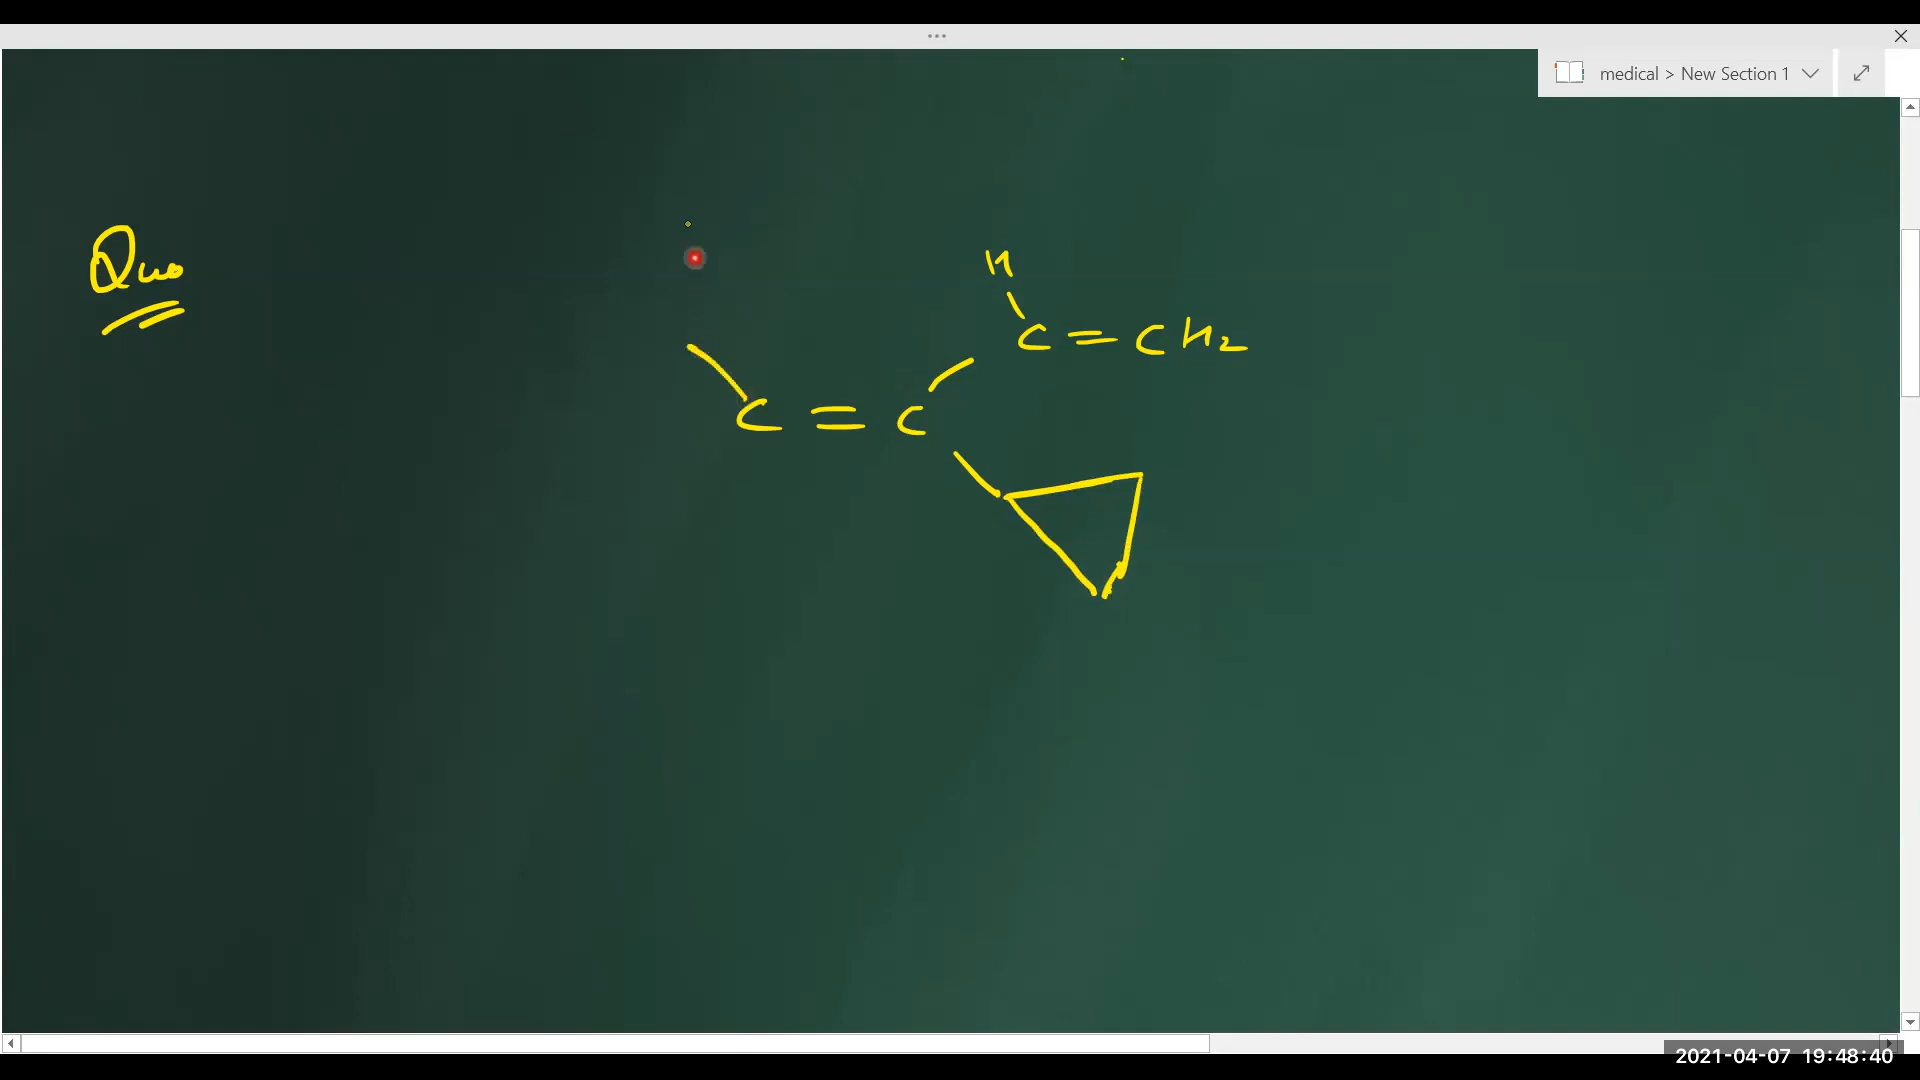 medical > New Section 1
Que
H
C = CH2
C = C
2021-04-07 19:48:40